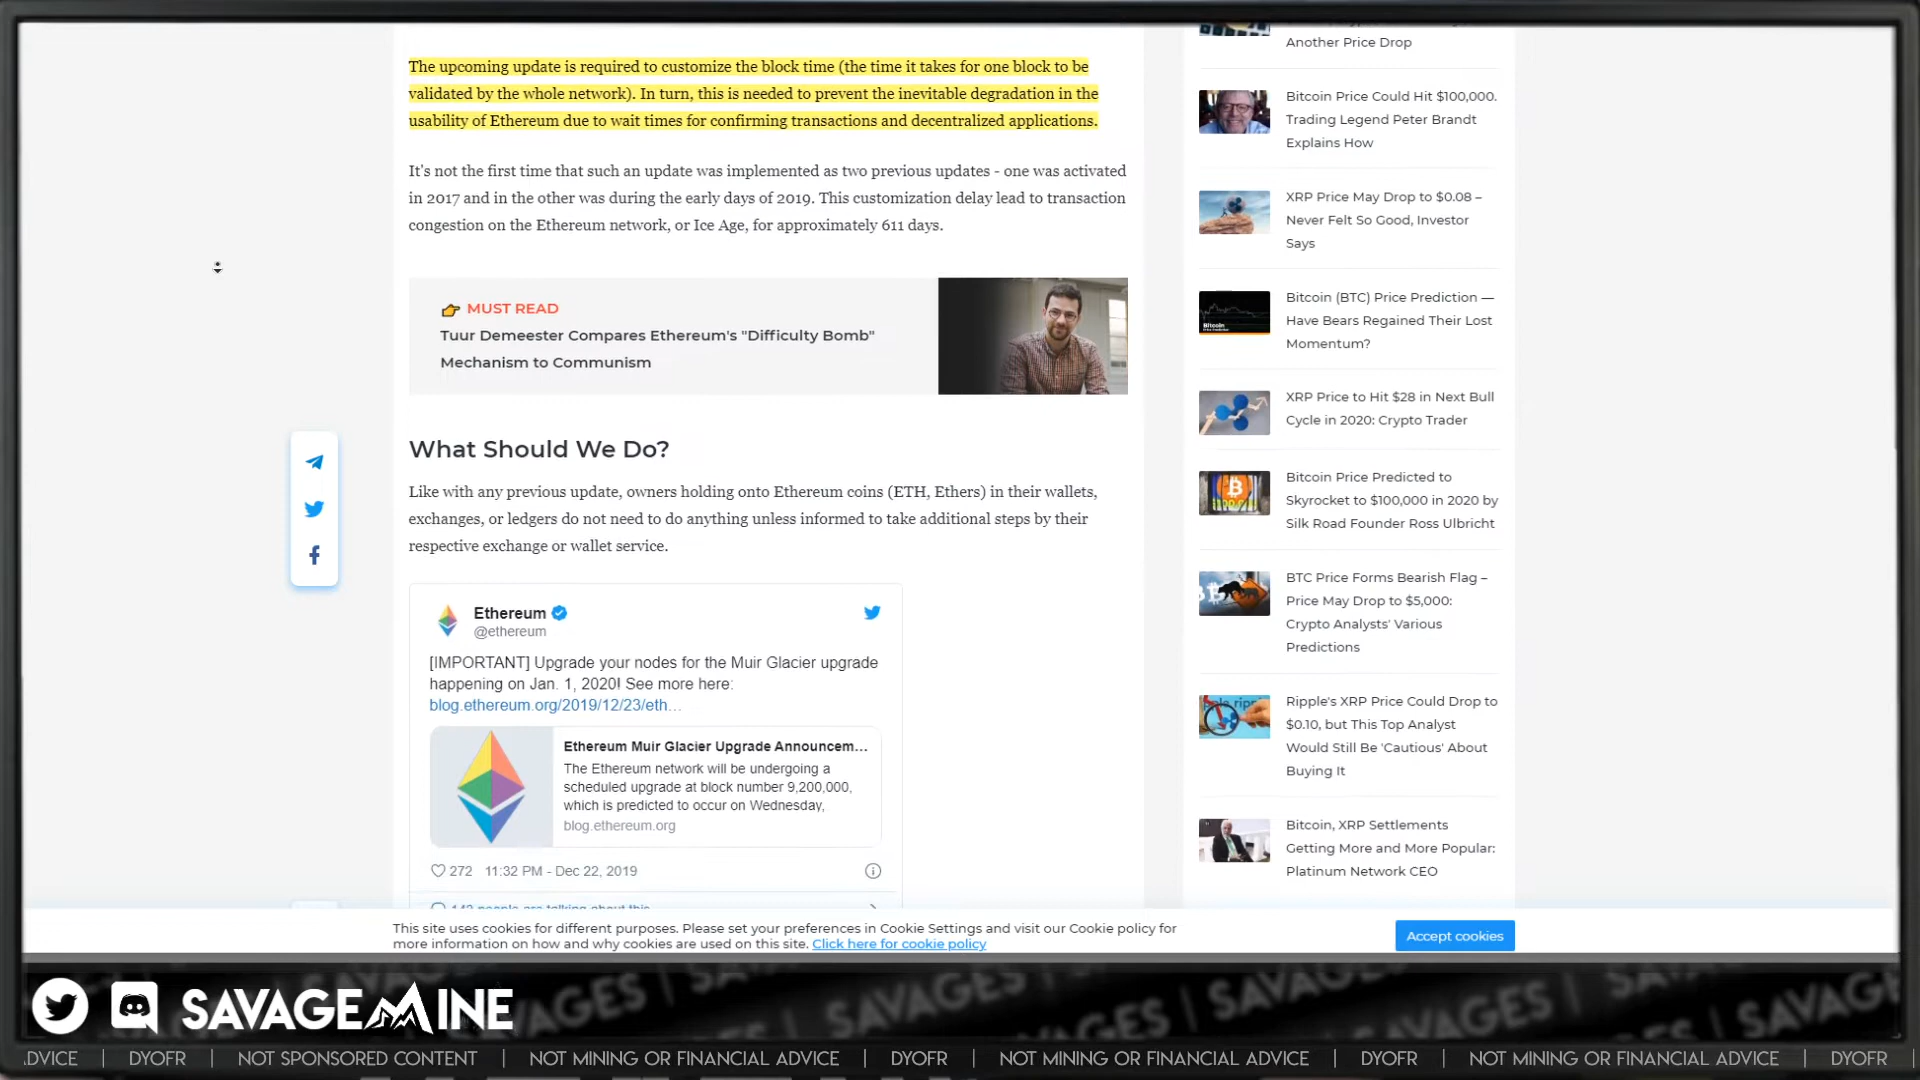 The upcoming update is required to customize the block time (the time it takes for one block to be
validated by the whole network). In turn, this is needed to prevent the inevitable degradation in the
usability of Ethereum due to wait times for confirming transactions and decentralized applications.
It's not the first time that such an update was implemented as two previous updates - one was activated
in 2017 and in the other was during the early days of 2019. This customization delay lead to transaction
congestion on the Ethereum network, or Ice Age, for approximately 611 days.
MUST READ
Tuur Demeester Compares Ethereum's "Difficulty Bomb"
Mechanism to Communism
What Should We Do?
Like with any previous update, owners holding onto Ethereum coins (ETH, Ethers) in their wallets,
exchanges, or ledgers do not need to do anything unless informed to take additional steps by their
respective exchange or wallet service.
Ethereum
@ethereum
[IMPORTANT] Upgrade your nodes for the Muir Glacier upgrade
happening on Jan. 1, 2020! See more here:
blog.ethereum.org/2019/12/23/eth…
Ethereum Muir Glacier Upgrade Announcem...
The Ethereum network will be undergoing a
scheduled upgrade at block number 9,200,000,
which is predicted to occur on Wednesday,
blog.ethereum.org
272 11:32 PM - Dec 22, 2019
142 people are talking about this
Another Price Drop
Bitcoin Price Could Hit $100,000.
Trading Legend Peter Brandt
Explains How
XRP Price May Drop to $0.08 –
Never Felt So Good, Investor
Says
Bitcoin (BTC) Price Prediction —
Have Bears Regained Their Lost
Momentum?
XRP Price to Hit $28 in Next Bull
Cycle in 2020: Crypto Trader
Bitcoin Price Predicted to
Skyrocket to $100,000 in 2020 by
Silk Road Founder Ross Ulbricht
BTC Price Forms Bearish Flag –
Price May Drop to $5,000:
Crypto Analysts' Various
Predictions
Ripple's XRP Price Could Drop to
$0.10, but This Top Analyst
Would Still Be 'Cautious' About
Buying It
Bitcoin, XRP Settlements
Getting More and More Popular:
Platinum Network CEO
This site uses cookies for different purposes. Please set your preferences in Cookie Settings and visit our Cookie policy for
more information on how and why cookies are used on this site. Click here for cookie policy
Accept cookies
SAVAGEMINE
AVAGES | SAVAGES | SAVAGES | SAVAGES | SAVAG
DVICE | DYOFR | NOT SPONSORED CONTENT | NOT MINING OR FINANCIAL ADVICE | DYOFR | NOT MINING OR FINANCIAL ADVICE | DYOFR | NOT MINING OR FINANCIAL ADVICE | DYOFR